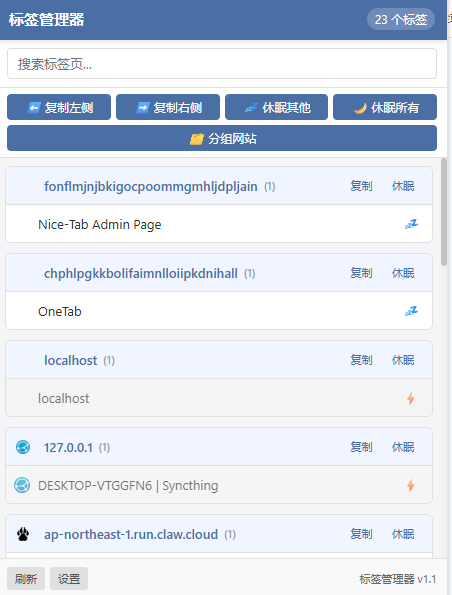 标签管理器 23 个标签
搜索标签页...
复制左侧 复制右侧 休眠其他 休眠所有
分组网站
fonflmjnjbkigocpoommgmhljdpljain (1) 复制 休眠
Nice-Tab Admin Page
chphlpgkkbolifaimnlloiipkdnihall (1) 复制 休眠
OneTab
localhost (1) 复制 休眠
localhost
127.0.0.1 (1) 复制 休眠
DESKTOP-VTGGFN6 | Syncthing
ap-northeast-1.run.claw.cloud (1) 复制 休眠
刷新 设置 标签管理器 v1.1